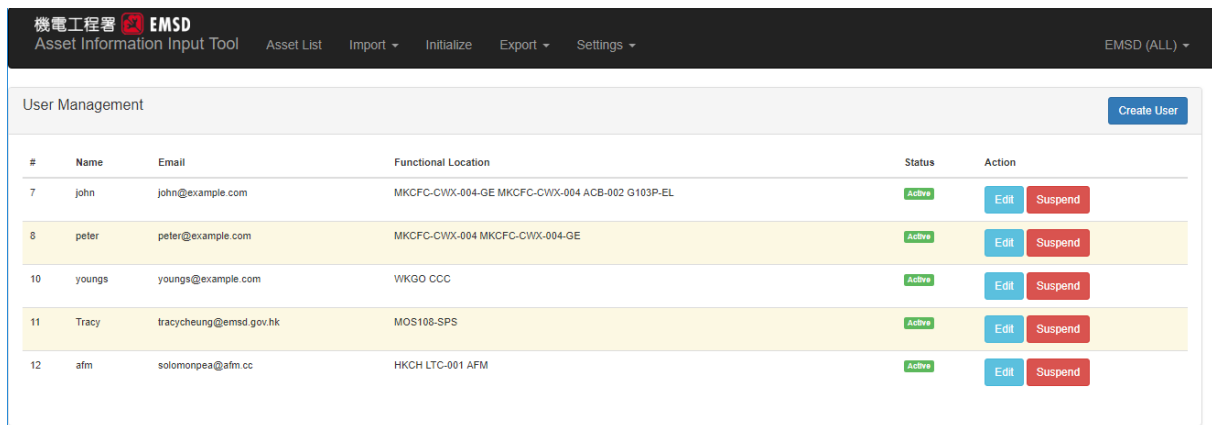 機電工程署 EMSD
Asset Information Input Tool Asset List Import Initialize Export Settings EMSD (ALL)
User Management Create User
# Name Email Functional Location Status Action
7 john john@example.com MKCFC-CWX-004-GE MKCFC-CWX-004 ACB-002 G103P-EL Active Edit Suspend
8 peter peter@example.com MKCFC-CWX-004 MKCFC-CWX-004-GE Active Edit Suspend
10 youngs youngs@example.com WKGO CCC Active Edit Suspend
11 Tracy tracycheung@emsd.gov.hk MOS108-SPS Active Edit Suspend
12 afm solomonpea@afm.cc HKCH LTC-001 AFM Active Edit Suspend